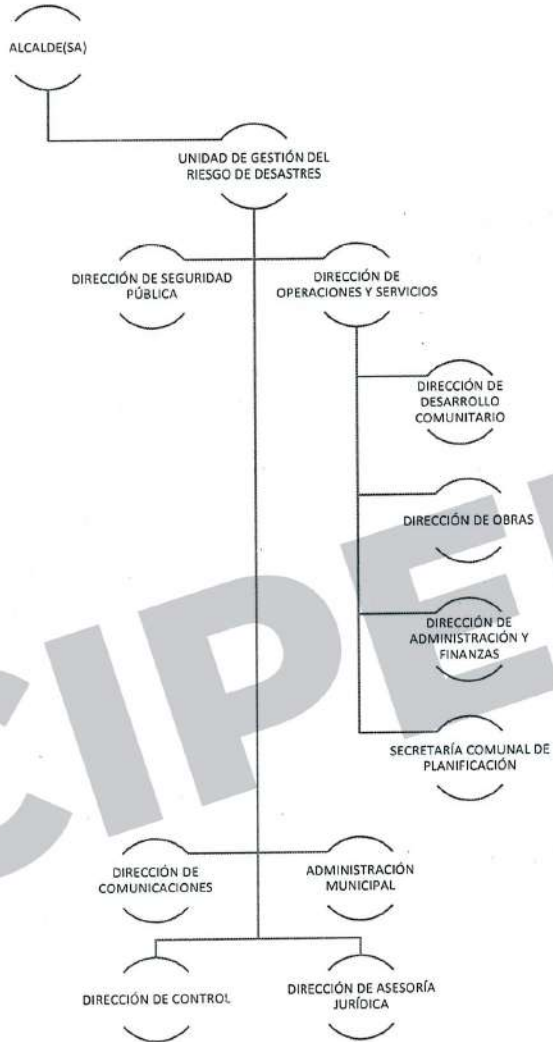 ALCALDE(SA)
UNIDAD DE GESTIÓN DEL
RIESGO DE DESASTRES
DIRECCIÓN DE SEGURIDAD
PÚBLICA
DIRECCIÓN DE
OPERACIONES Y SERVICIOS
DIRECCIÓN DE
DESARROLLO
COMUNITARIO
DIRECCIÓN DE OBRAS
DIRECCIÓN DE
ADMINISTRACIÓN Y
FINANZAS
SECRETARÍA COMUNAL DE
PLANIFICACIÓN
DIRECCIÓN DE
COMUNICACIONES
ADMINISTRACIÓN
MUNICIPAL
DIRECCIÓN DE CONTROL
DIRECCIÓN DE ASESORÍA
JURÍDICA
CIPE